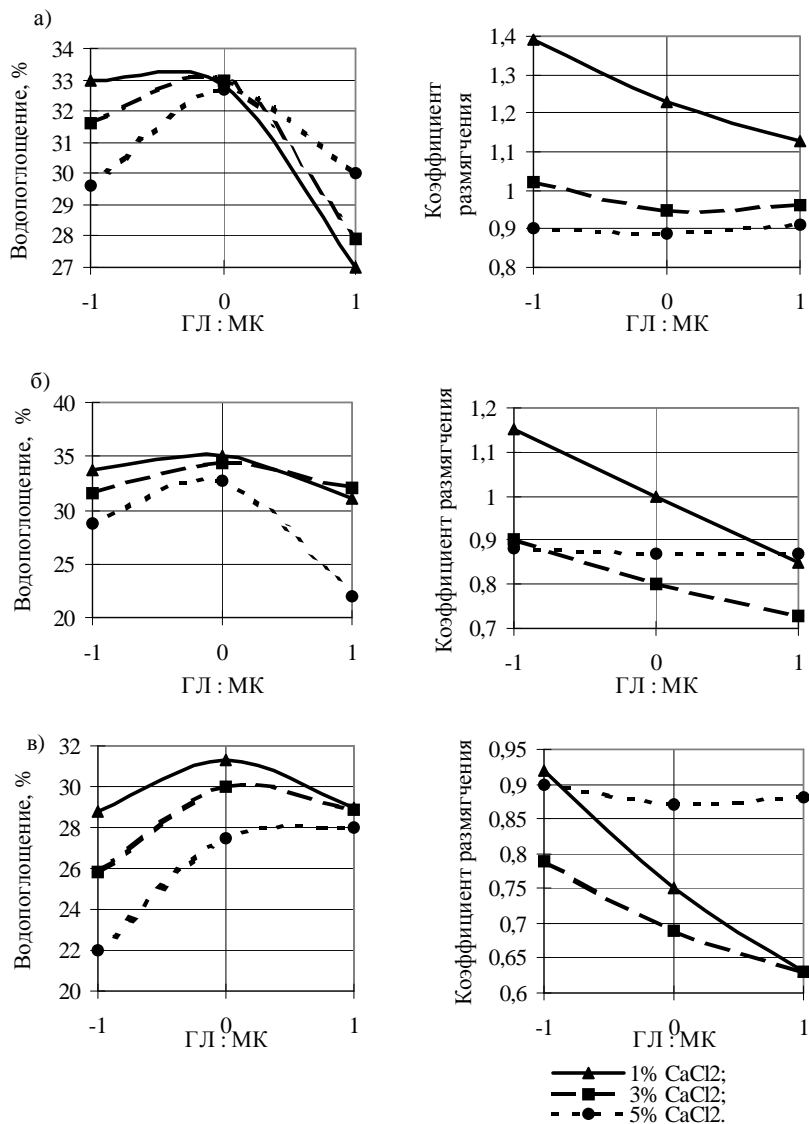 а)
Водопоглощение, %
34
33
32
31
30
29
28
27
-1 0 1
ГЛ : МК
Коэффициент
размягчения
1,4
1,3
1,2
1,1
1
0,9
0,8
-1 0 1
ГЛ : МК
б)
Водопоглощение, %
40
35
30
25
20
-1 0 1
ГЛ : МК
Коэффициент размягчения
1,2
1,1
1
0,9
0,8
0,7
-1 0 1
ГЛ : МК
в)
Водопоглощение, %
32
30
28
26
24
22
20
-1 0 1
ГЛ : МК
Коэффициент размягчения
0,95
0,9
0,85
0,8
0,75
0,7
0,65
0,6
-1 0 1
ГЛ : МК
1% CaCl2;
3% CaCl2;
5% CaCl2.